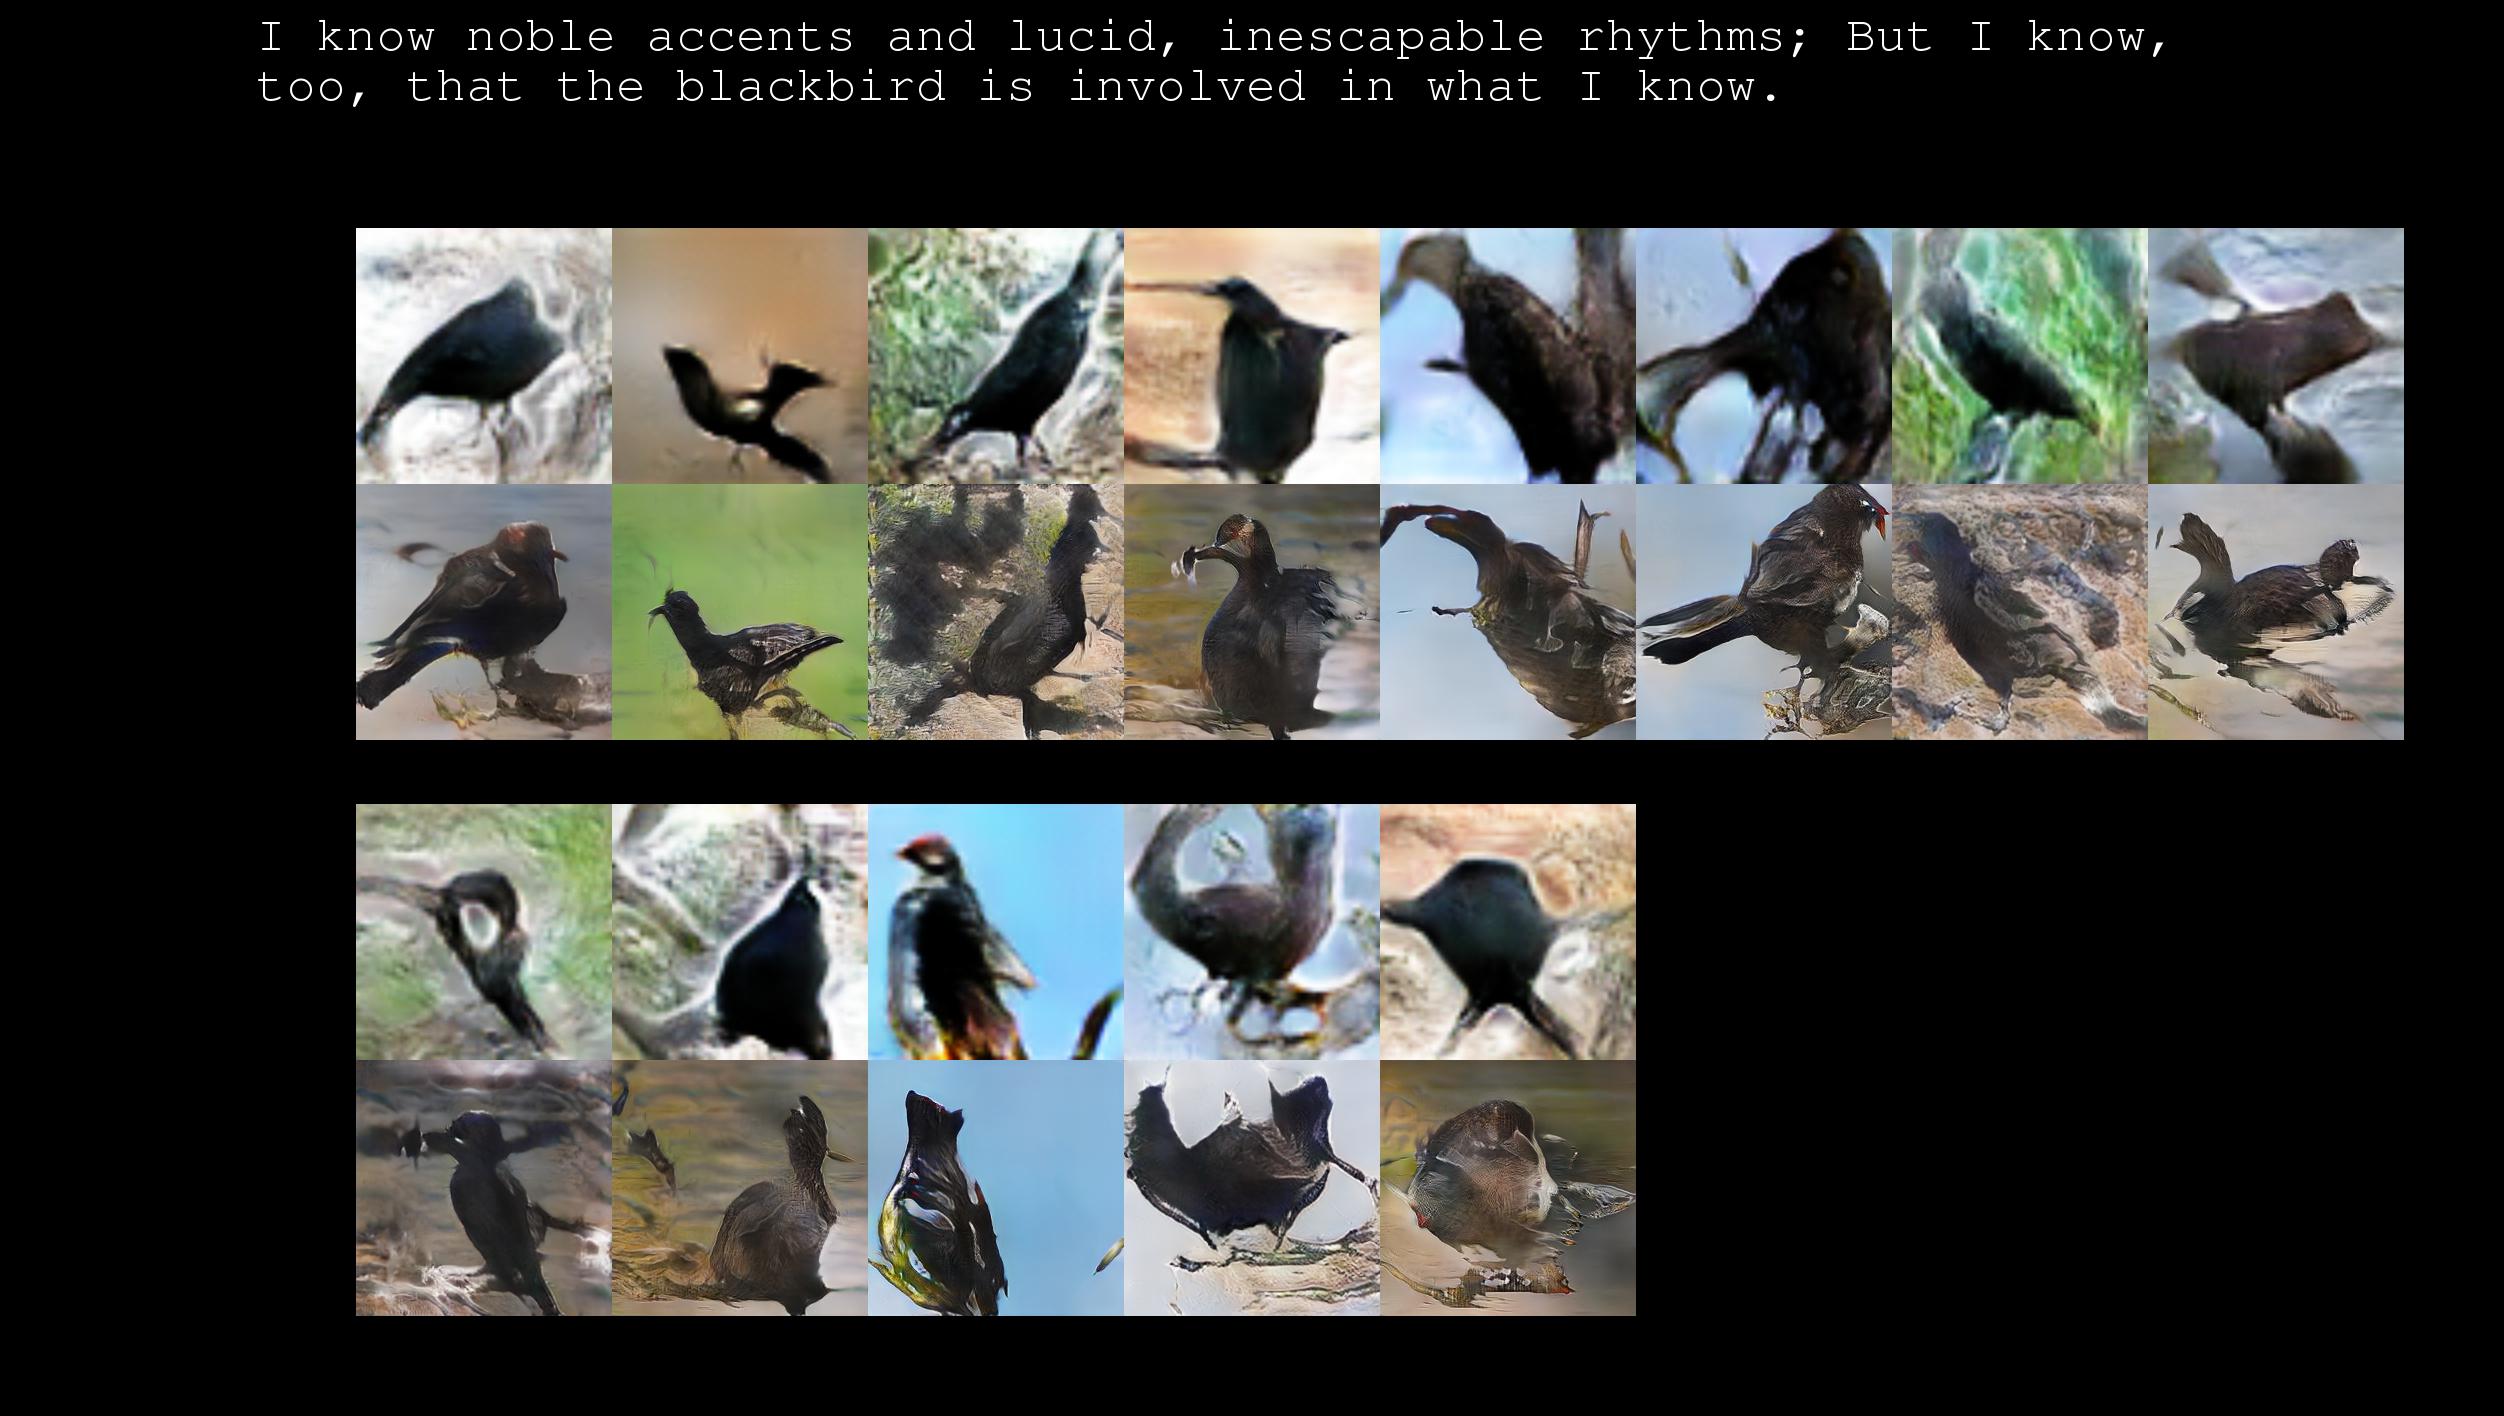 I know noble accents and lucid, inescapable rhythms; But I know,
too, that the blackbird is involved in what I know.